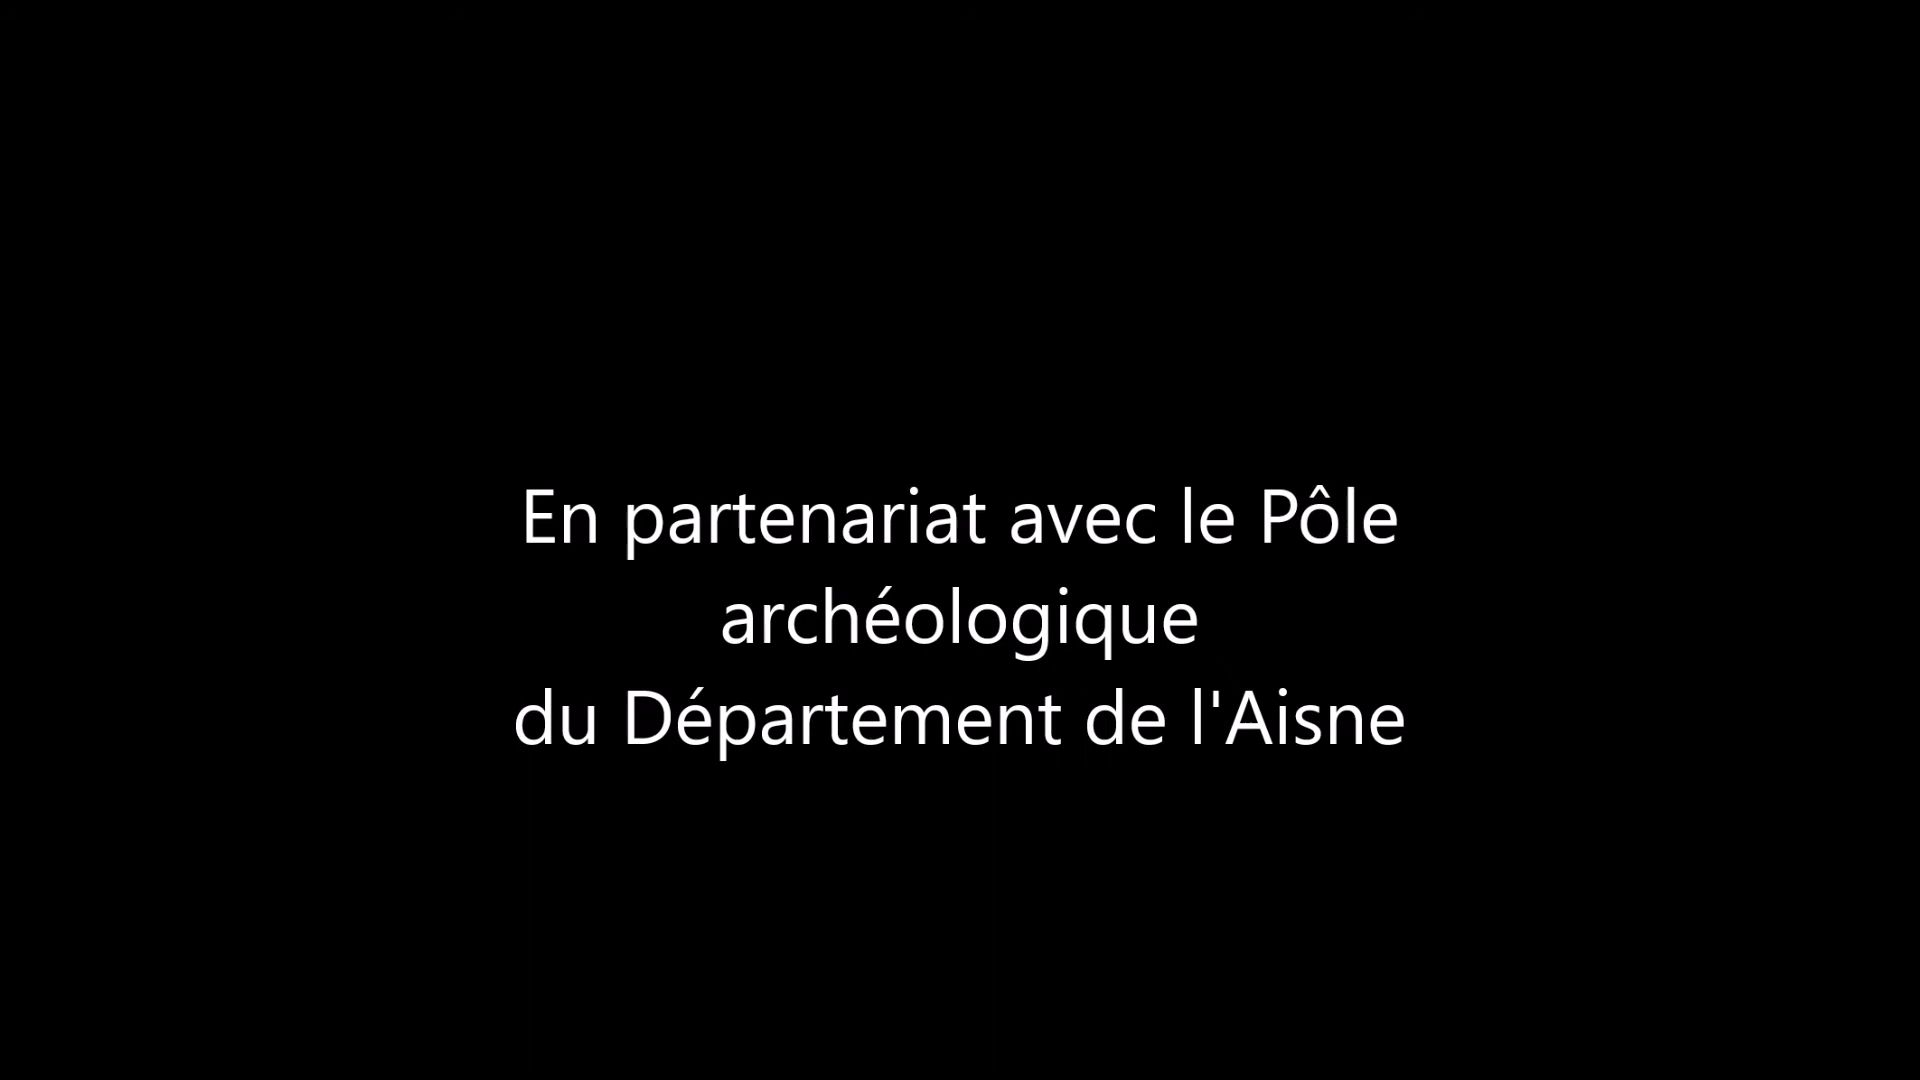 En partenariat avec le Pôle
archéologique
du Département de l'Aisne